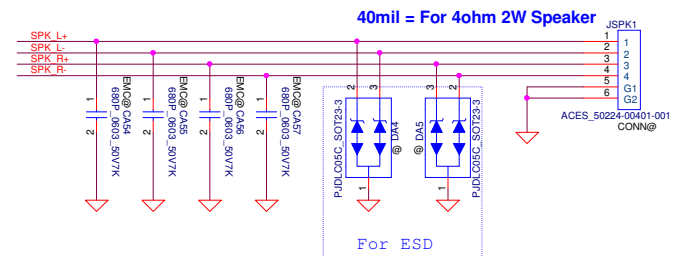 40mil = For 4ohm 2W Speaker
JSPK1
SPK_L+
SPK_L-
SPK_R+
SPK_R-
1
2
3
4
5
6
1
2
3
4
G1
G2
ACES_50224-00401-001
CONN@
1
2
EMC@ CA54
680P_0603_50V7K
1
2
EMC@ CA55
680P_0603_50V7K
1
2
EMC@ CA56
680P_0603_50V7K
1
2
EMC@ CA57
680P_0603_50V7K
2
3
1
PJDLC05C_SOT23-3
@ DA4
3
2
1
@ DA5
PJDLC05C_SOT23-3
For ESD